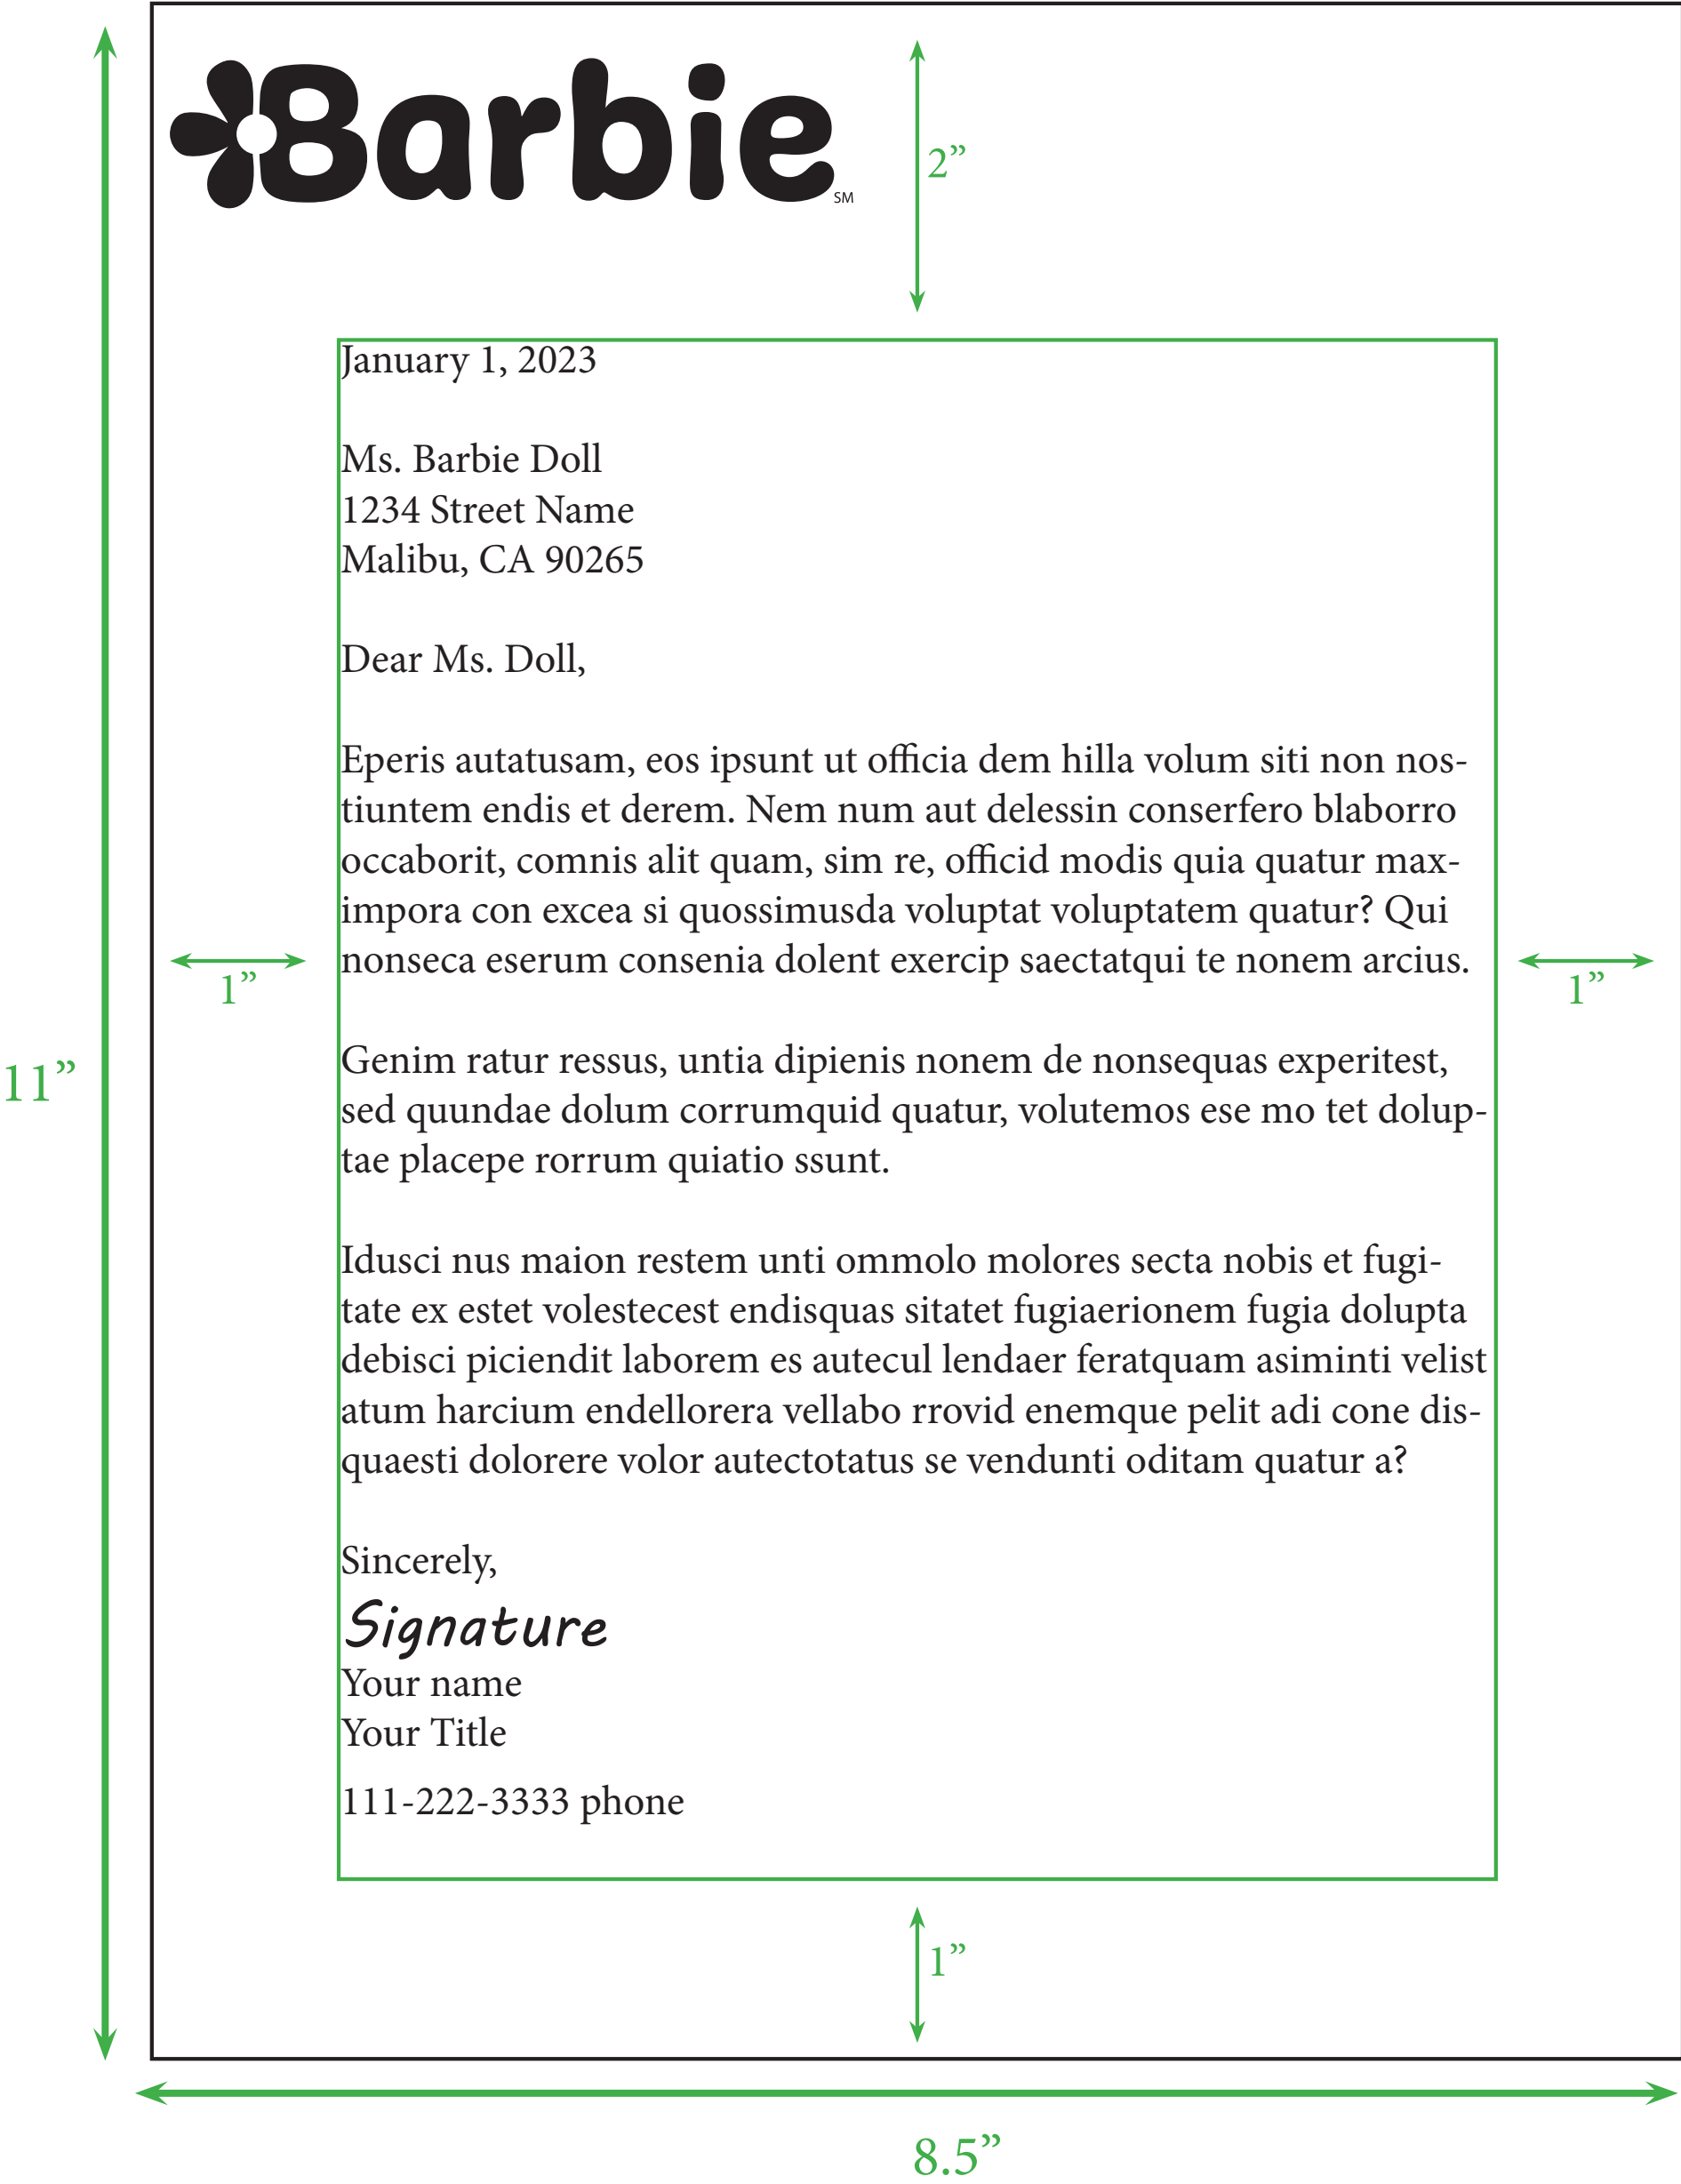 Barbie
SM
2”
January 1, 2023
Ms. Barbie Doll
1234 Street Name
Malibu, CA 90265
Dear Ms. Doll,
Eperis autatusam, eos ipsunt ut officia dem hilla volum siti non nos-
tiuntem endis et derem. Nem num aut delessin conserfero blaborro
occaborit, comnis alit quam, sim re, officid modis quia quatur max-
impora con excea si quossimusda voluptat voluptatem quatur? Qui
nonseca eserum consenia dolent exercip saectatqui te nonem arcius.
1”
1”
Genim ratur ressus, untia dipienis nonem de nonsequas experitest,
11”
sed quundae dolum corrumquid quatur, volutemos ese mo tet dolup-
tae placepe rorrum quiatio ssunt.
Idusci nus maion restem unti ommolo molores secta nobis et fugi-
tate ex estet volestecest endisquas sitatet fugiaerionem fugia dolupta
debisci piciendit laborem es autecul lendaer feratquam asiminti velist
atum harcium endellorera vellabo rrovid enemque pelit adi cone dis-
quaesti dolorere volor autectotatus se vendunti oditam quatur a?
Sincerely,
Signature
Your name
Your Title
111-222-3333 phone
1”
8.5”